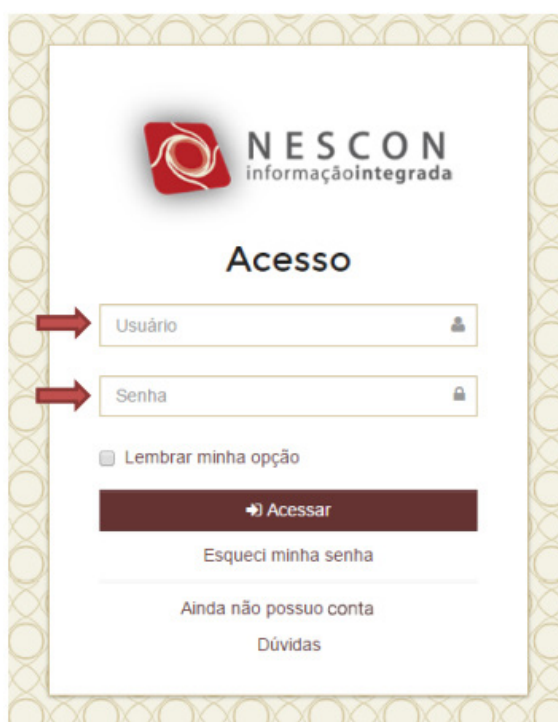 NESCON
informaçãointegrada
Acesso
Usuário
Senha
Lembrar minha opção
Acessar
Esqueci minha senha
Ainda não possuo conta
Dúvidas